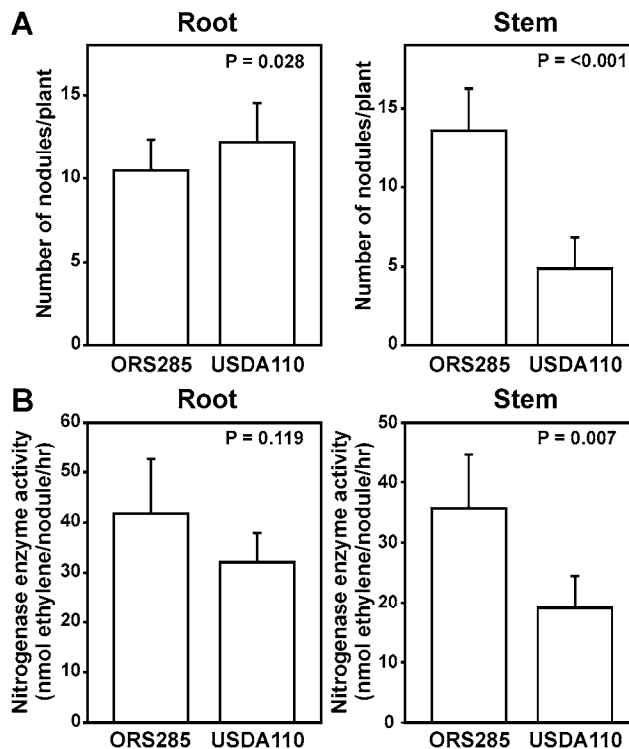 A
Root
Stem
P = 0.028
P = <0.001
Number of nodules/plant
15
10
5
0
Number of nodules/plant
15
10
5
0
ORS285 USDA110
ORS285 USDA110
B
Root
Stem
P = 0.119
P = 0.007
Nitrogenase enzyme activity
(nmol ethylene/nodule/hr)
60
50
40
30
20
10
0
Nitrogenase enzyme activity
(nmol ethylene/nodule/hr)
50
40
30
20
10
0
ORS285 USDA110
ORS285 USDA110